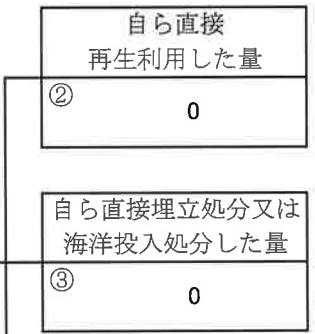 自ら直接
再生利用した量
②
0
自ら直接埋立処分又は
海洋投入処分した量
③
0